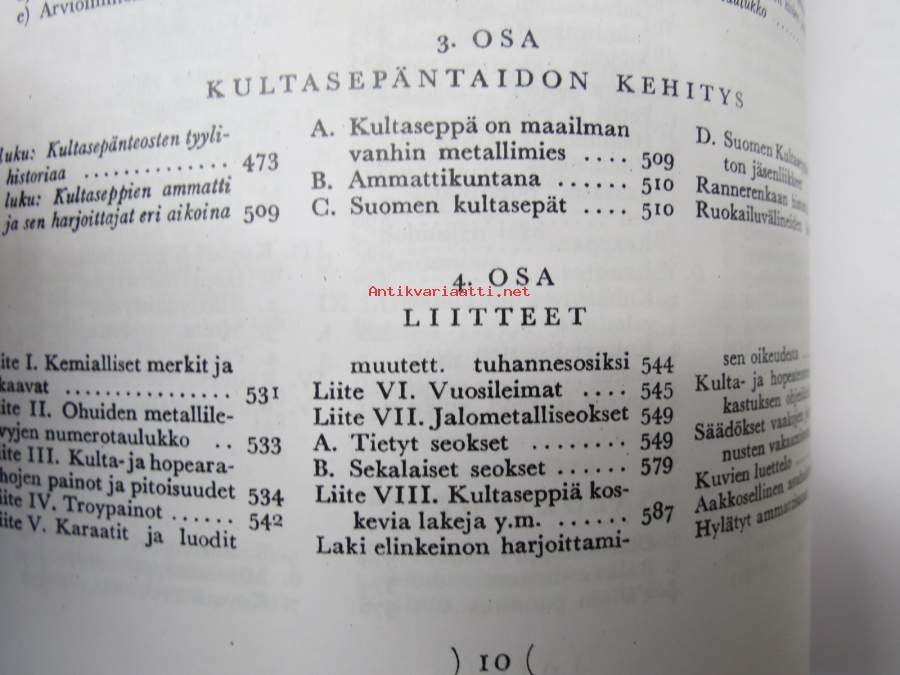 e)
3. OSA
KULTASEPÄNTAIDON KEHITYS
luku: Kultasepänteosten tyyli-
historiaa .............. 473
luku: Kultaseppien ammatti
ja sen harjoittajat eri aikoina 509
A. Kultaseppä on maailman
vanhin metallimies .... 509
B. Ammattikuntana ...... 510
C. Suomen kultasepät .... 510
D. Suomen
ton jäsenliikkeet
Rannerenkaan
Ruokailuvälineiden
4. OSA
Antikvariaatti.net
LIITTEET
ite I. Kemialliset merkit ja
kaavat ................ 531
ite II. Ohuiden metallile-
vyjen numerotaulukko .. 533
ite III. Kulta- ja hopeara-
hojen painot ja pitoisuudet 534
iite IV. Troypainot ...... 542
iite V. Karaatit ja luodit
muutett. tuhannesosiksi 544
Liite VI. Vuosileimat .... 545
Liite VII. Jalometalliseokset 549
A. Tietyt seokset ........ 549
B. Sekalaiset seokset ...... 579
Liite VIII. Kultaseppiä kos-
kevia lakeja y.m. ...... 587
Laki elinkeinon harjoittami-
sen oikeudesta
Kulta- ja
kastuksen
Säädökset vaakojen
nusten
Kuvien luettelo
Aakkosellinen
Hylätyt
) 10 (